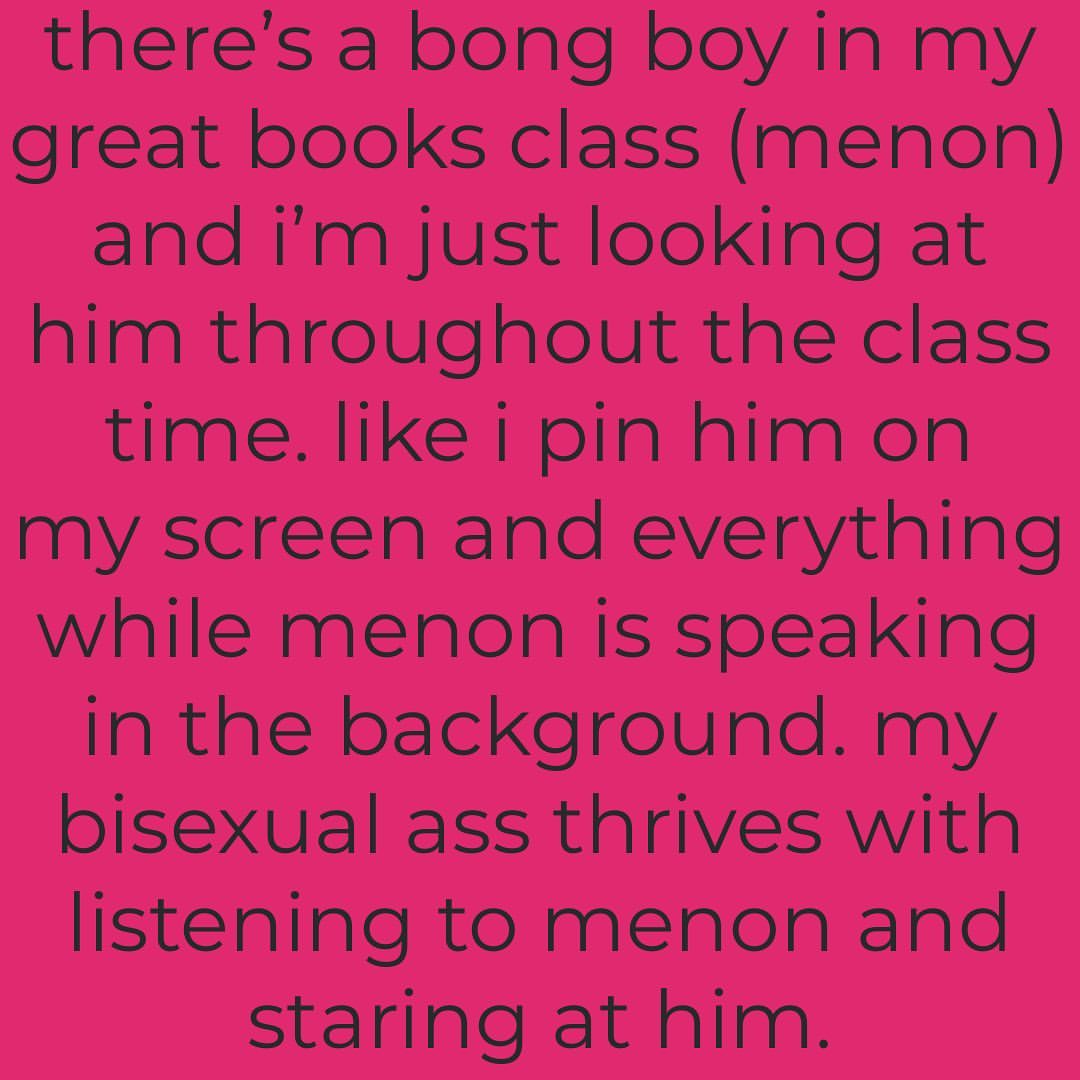 there’s a bong boy in my
great books class (menon)
and i’m just looking at
him throughout the class
time. like i pin him on
my screen and everything
while menon is speaking
in the background. my
bisexual ass thrives with
listening to menon and
staring at him.